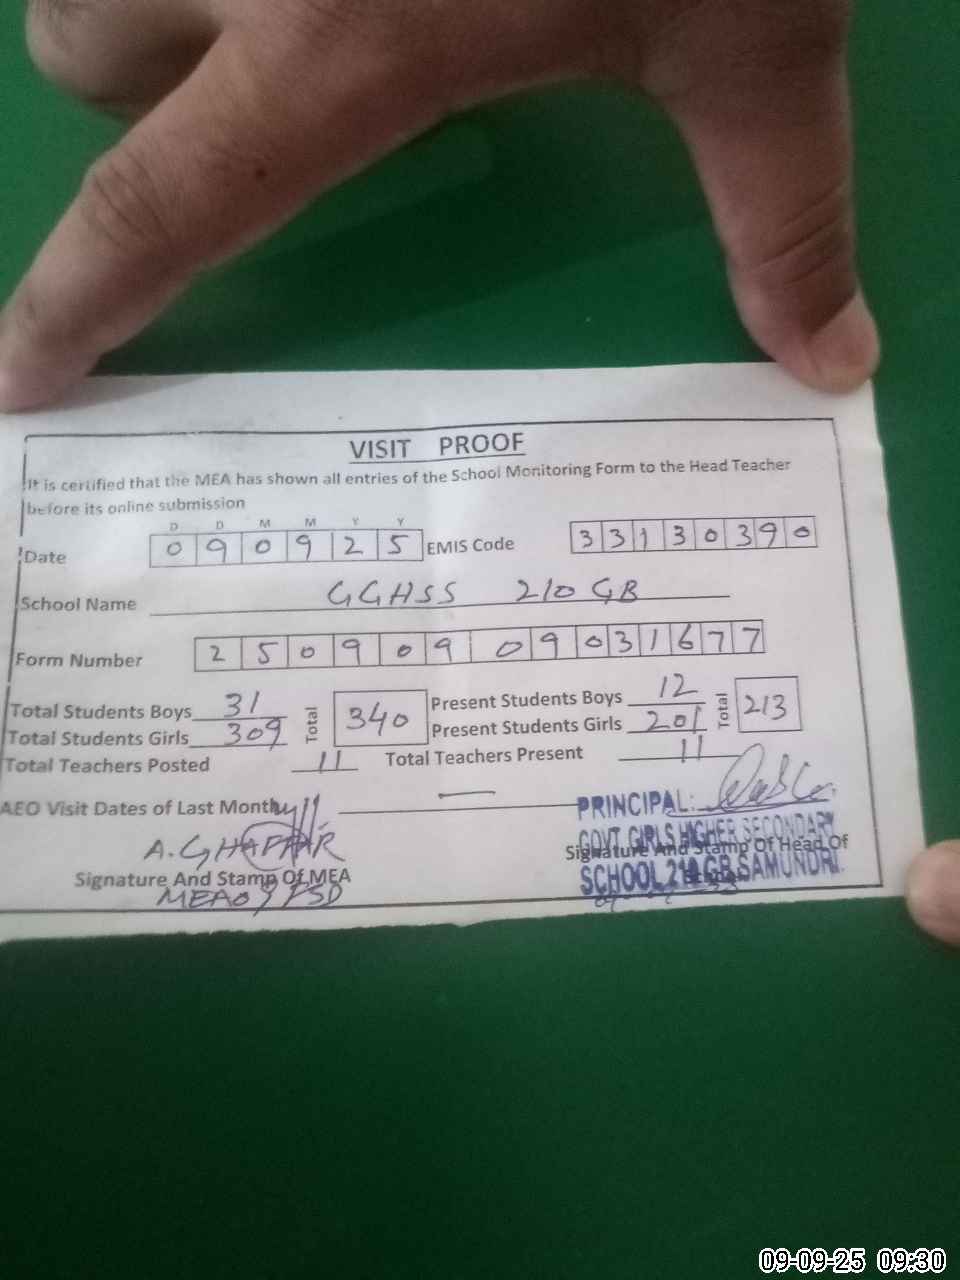 VISIT PROOF
It is certified that the MEA has shown all entries of the School Monitoring Form to the Head Teacher
before its online submission
D D M M Y Y
Date 0 9 0 9 2 5 EMIS Code 3 3 1 3 0 3 9 0
School Name GGHSS 210 GB
Form Number 2 5 0 9 0 9 0 9 0 3 1 6 7 7
Total Students Boys 31 Total 340 Present Students Boys 12 Total 213
Total Students Girls 309 Present Students Girls 201
Total Teachers Posted 11 Total Teachers Present 11
AEO Visit Dates of Last Month —
PRINCIPAL:
GOVT. GIRLS HIGHER SECONDARY
A. GHAFFAR Signature And Stamp Of Head Of
Signature And Stamp Of MEA SCHOOL 210 GB SAMUNDRI.
MEA09 FSD
09-09-25 09:30